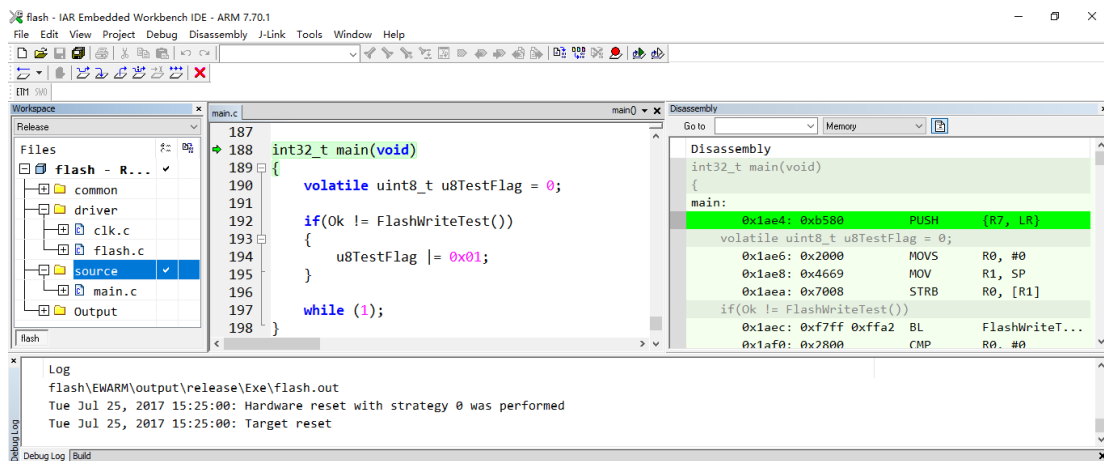 flash - IAR Embedded Workbench IDE - ARM 7.70.1
File Edit View Project Debug Disassembly J-Link Tools Window Help
ETM SWO
Workspace
Release
Files
flash - R...
common
driver
clk.c
flash.c
source
main.c
Output
flash
main.c
main()
187
188 int32_t main(void)
189 {
190 volatile uint8_t u8TestFlag = 0;
191
192 if(Ok != FlashWriteTest())
193 {
194 u8TestFlag |= 0x01;
195 }
196
197 while (1);
198 }
Disassembly
Go to Memory
Disassembly
int32_t main(void)
{
main:
0x1ae4: 0xb580 PUSH {R7, LR}
volatile uint8_t u8TestFlag = 0;
0x1ae6: 0x2000 MOVS R0, #0
0x1ae8: 0x4669 MOV R1, SP
0x1aea: 0x7008 STRB R0, [R1]
if(Ok != FlashWriteTest())
0x1aec: 0xf7ff 0xffa2 BL FlashWriteT...
0x1af0: 0x2800 CMP R0, #0
Log
flash\EWARM\output\release\Exe\flash.out
Tue Jul 25, 2017 15:25:00: Hardware reset with strategy 0 was performed
Tue Jul 25, 2017 15:25:00: Target reset
Debug Log
Debug Log Build